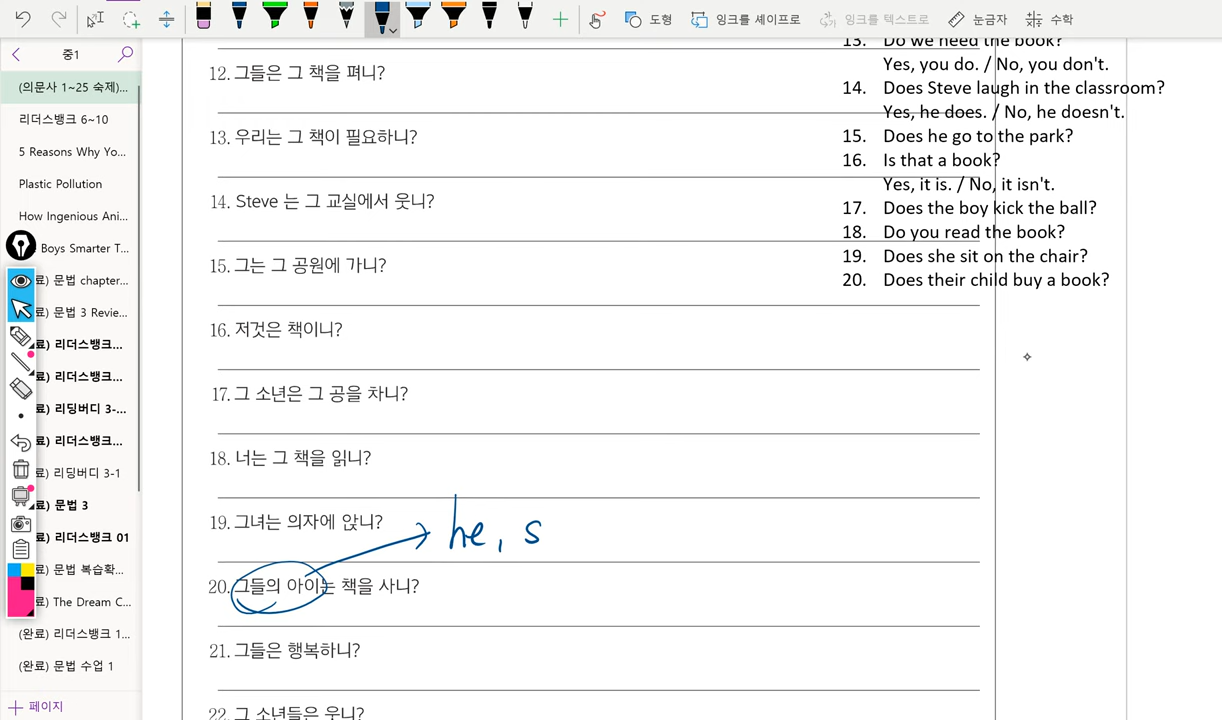 도형
잉크를 셰이프로
잉크를 텍스트로
눈금자
수학
중1
(의문사 1~25 숙제)...
리더스뱅크 6~10
5 Reasons Why Yo...
Plastic Pollution
How Ingenious Ani...
Boys Smarter T...
료) 문법 chapter...
료) 문법 3 Revie...
료) 리더스뱅크...
료) 리더스뱅크...
료) 리딩버디 3-...
료) 리더스뱅크...
료) 리딩버디 3-1
료) 문법 3
료) 리더스뱅크 01
료) 문법 복습확...
료) The Dream C...
(완료) 리더스뱅크 1...
(완료) 문법 수업 1
페이지
12. 그들은 그 책을 펴니?
13. 우리는 그 책이 필요하니?
14. Steve 는 그 교실에서 웃니?
15. 그는 그 공원에 가니?
16. 저것은 책이니?
17. 그 소년은 그 공을 차니?
18. 너는 그 책을 읽니?
19. 그녀는 의자에 앉니?
he, s
20. 그들의 아이는 책을 사니?
21. 그들은 행복하니?
22. 그 소년들은 우니?
13. Do we need the book?
Yes, you do. / No, you don't.
14. Does Steve laugh in the classroom?
Yes, he does. / No, he doesn't.
15. Does he go to the park?
16. Is that a book?
Yes, it is. / No, it isn't.
17. Does the boy kick the ball?
18. Do you read the book?
19. Does she sit on the chair?
20. Does their child buy a book?